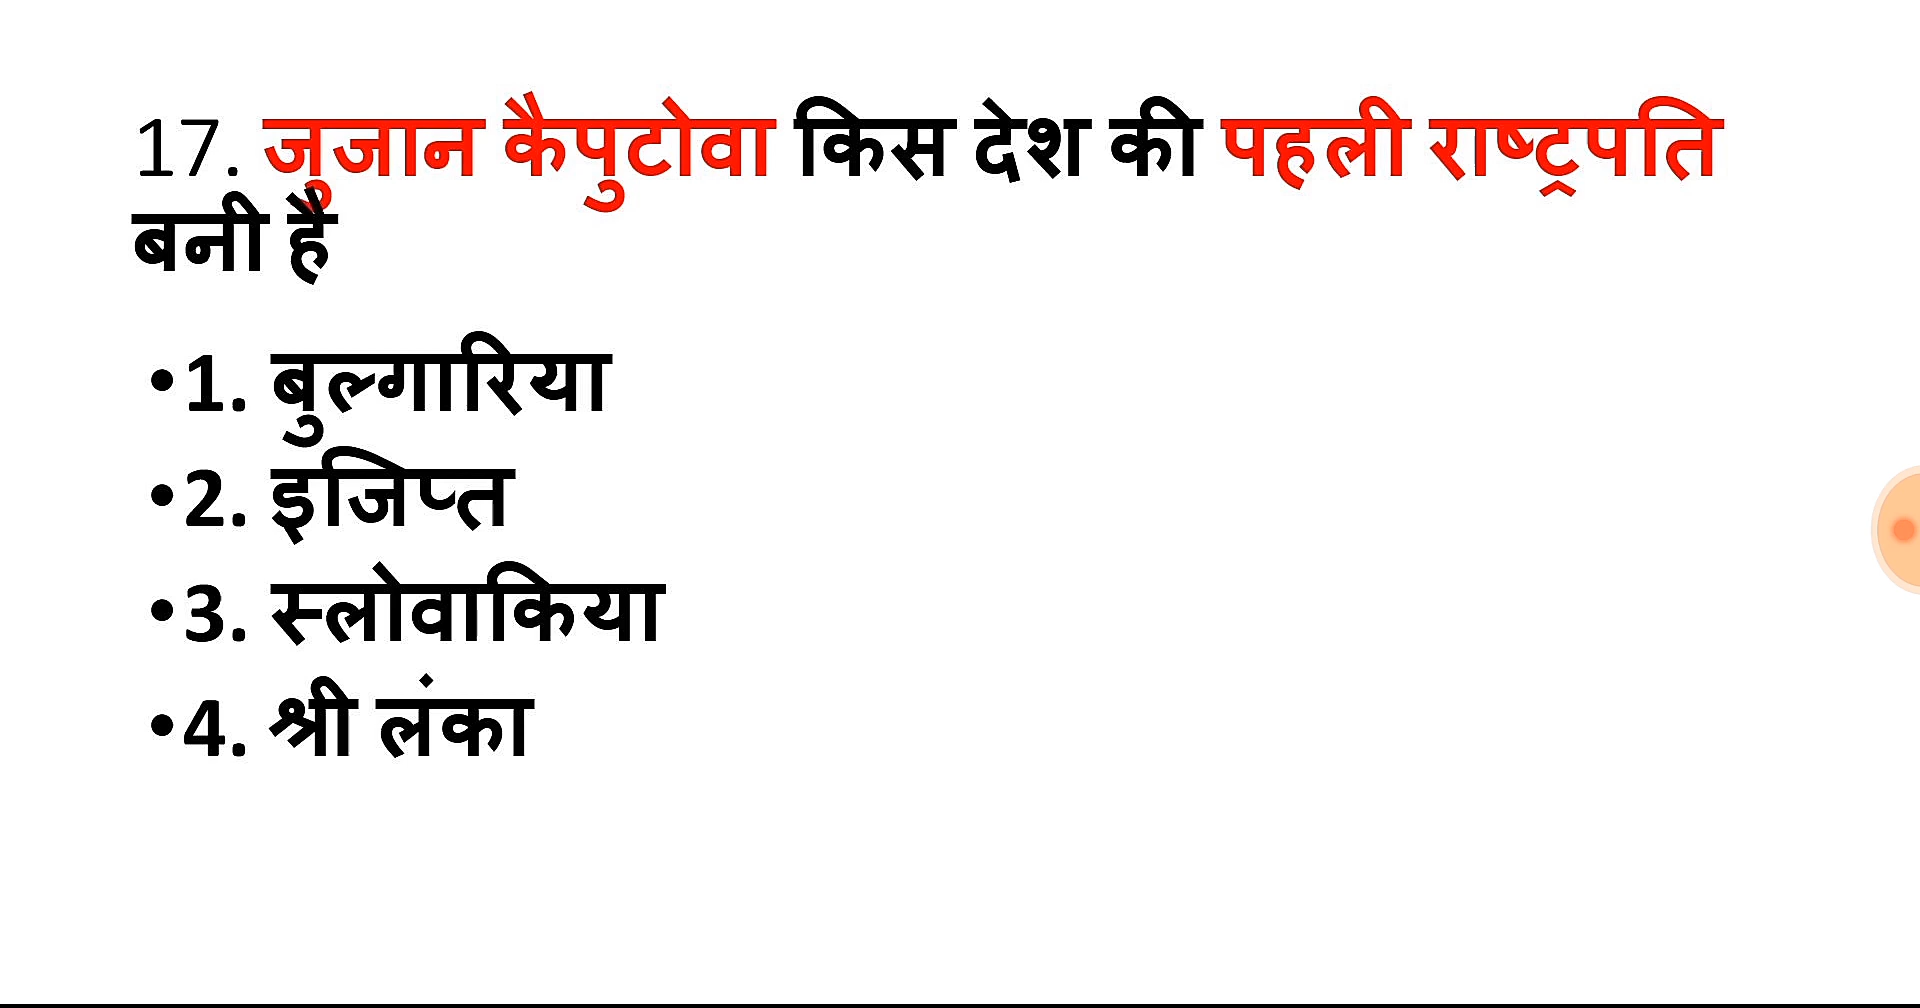 17. जुजान कैपुटोवा किस देश की पहली राष्ट्रपति
बनी है
•1. बुल्गारिया
•2. इजिप्त
•3. स्लोवाकिया
•4. श्री लंका